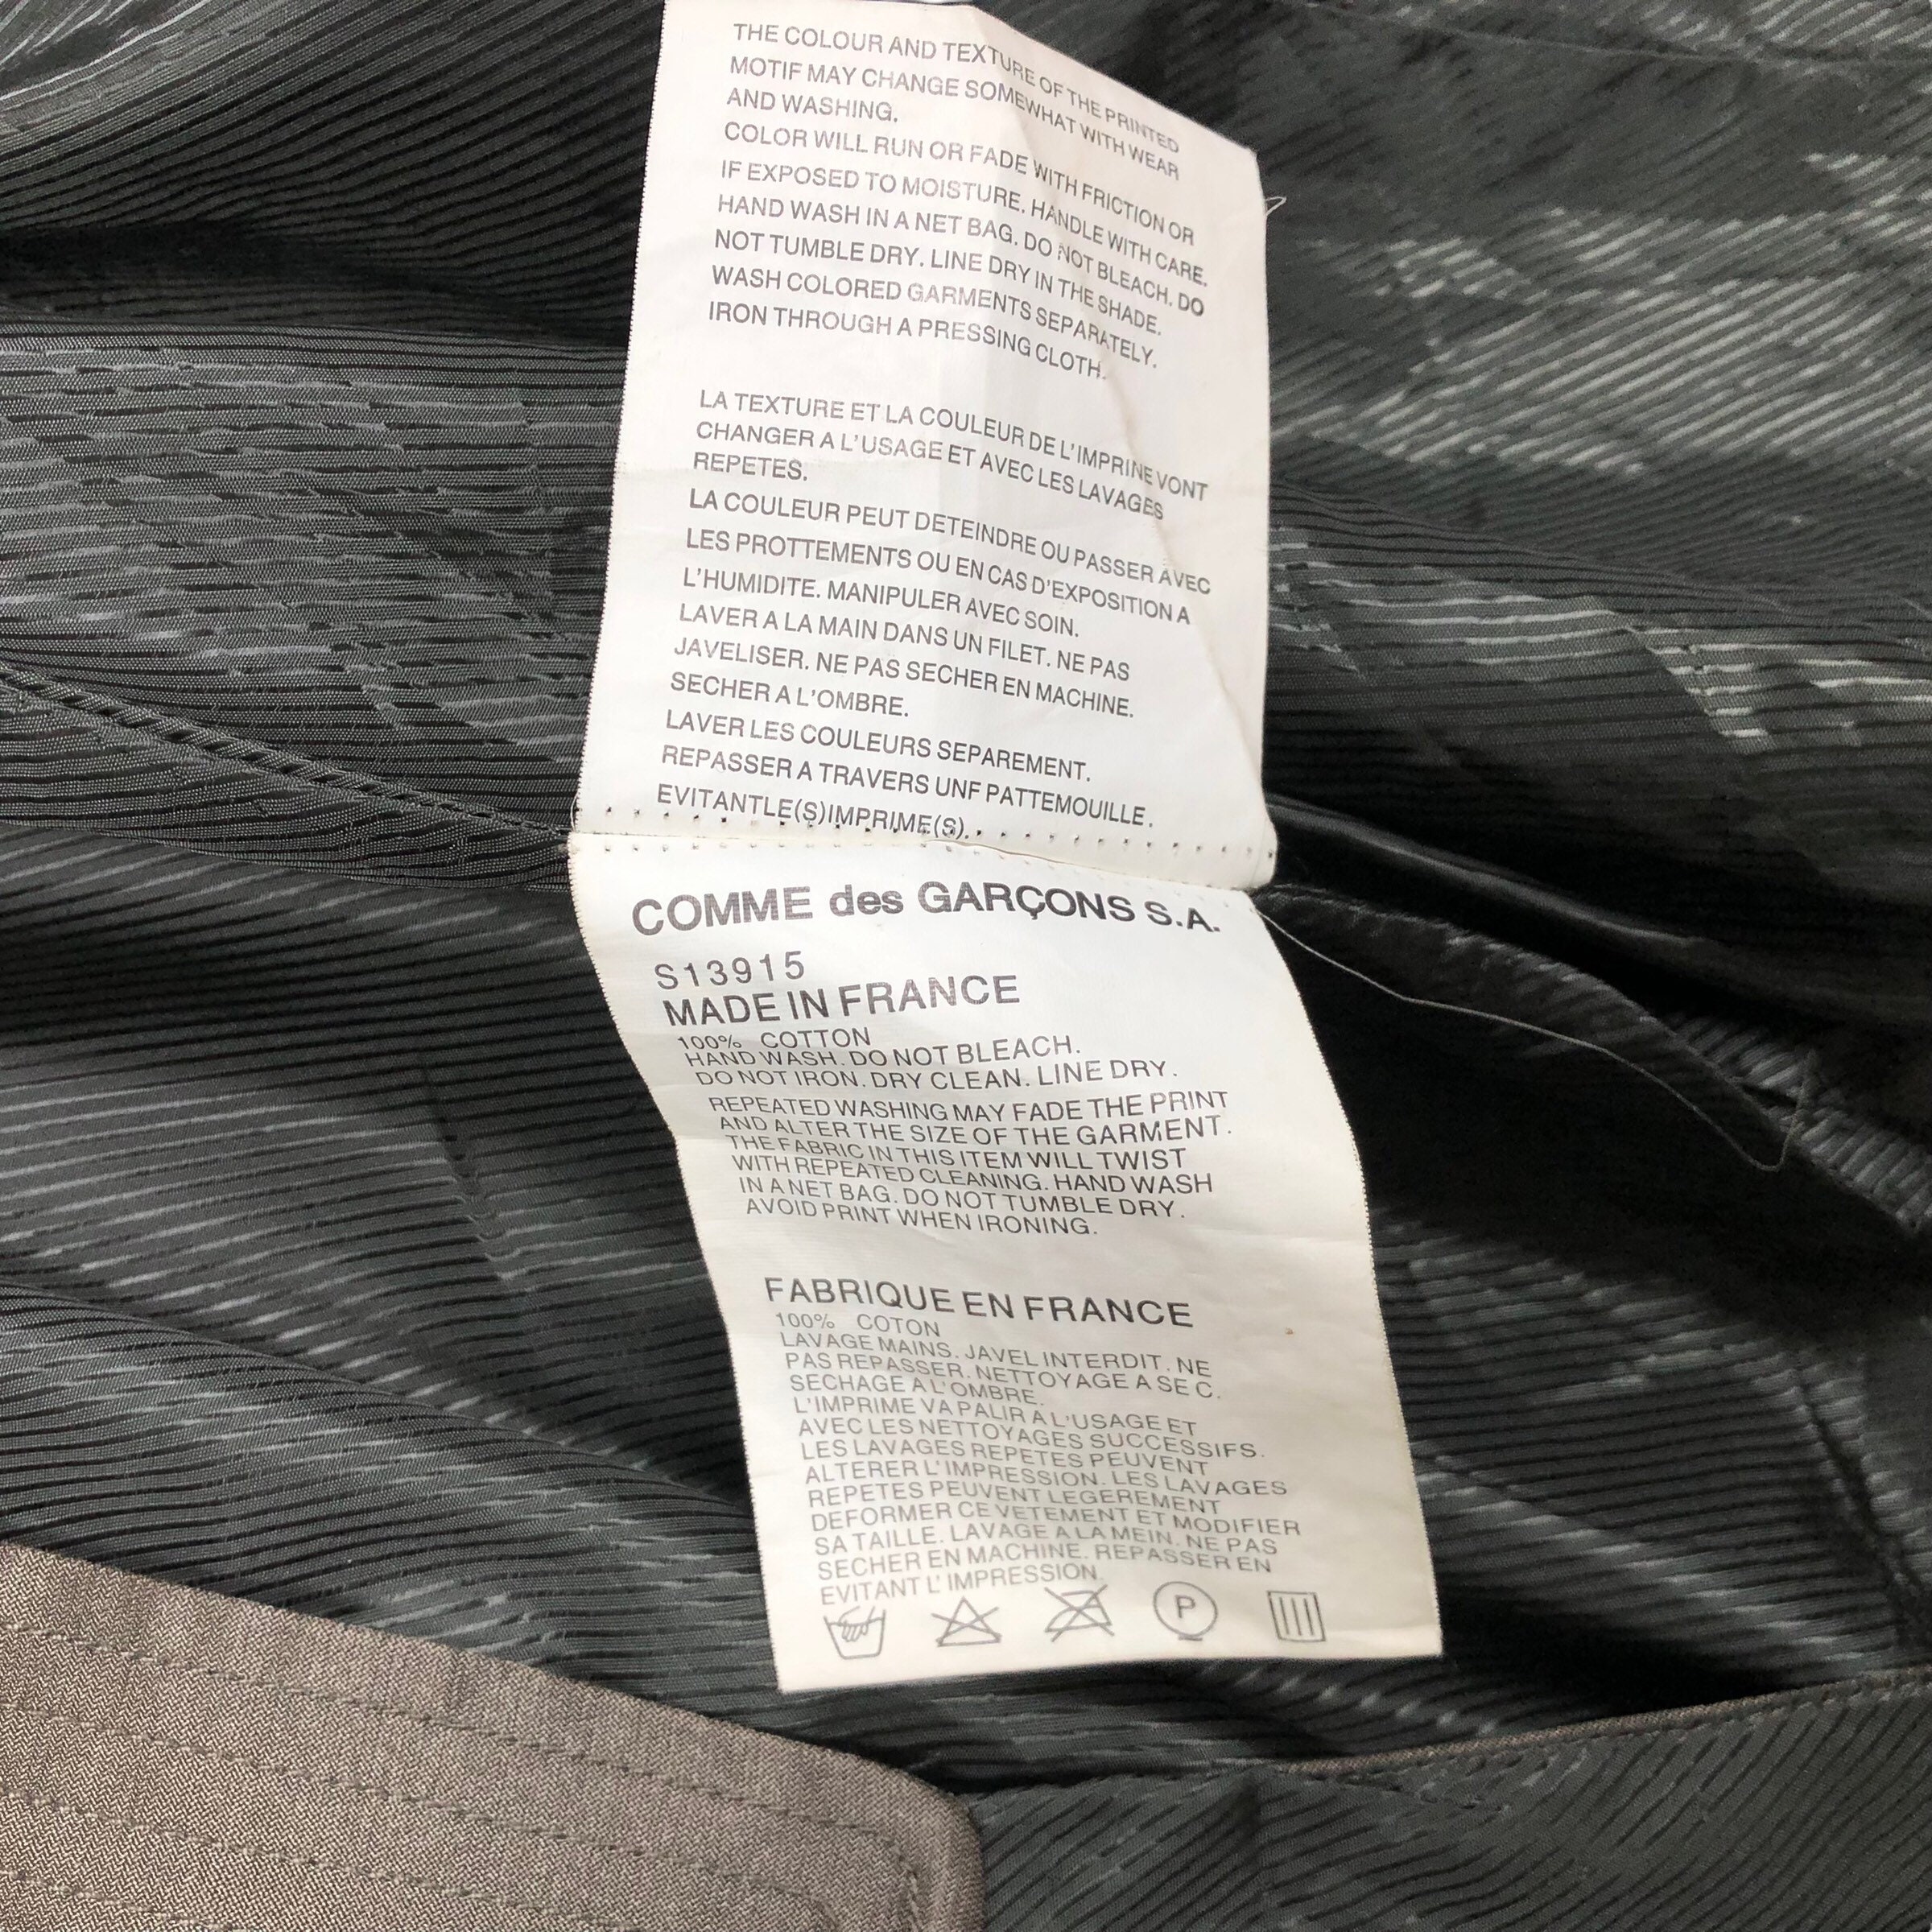 THE COLOUR AND TEXTURE OF THE PRINTED
MOTIF MAY CHANGE SOMEWHAT WITH WEAR
AND WASHING.
COLOR WILL RUN OR FADE WITH FRICTION OR
IF EXPOSED TO MOISTURE. HANDLE WITH CARE.
HAND WASH IN A NET BAG. DO NOT BLEACH. DO
NOT TUMBLE DRY. LINE DRY IN THE SHADE.
WASH COLORED GARMENTS SEPARATELY.
IRON THROUGH A PRESSING CLOTH.
LA TEXTURE ET LA COULEUR DE L'IMPRINE VONT
CHANGER A L'USAGE ET AVEC LES LAVAGES
REPETES.
LA COULEUR PEUT DETEINDRE OU PASSER AVEC
LES PROTTEMENTS OU EN CAS D'EXPOSITION A
L'HUMIDITE. MANIPULER AVEC SOIN.
LAVER A LA MAIN DANS UN FILET. NE PAS
JAVELISER. NE PAS SECHER EN MACHINE.
SECHER A L'OMBRE.
LAVER LES COULEURS SEPAREMENT.
REPASSER A TRAVERS UNF PATTEMOUILLE.
EVITANTLE(S)IMPRIME(S).
COMME des GARÇONS S.A.
S13915
MADE IN FRANCE
100% COTTON
HAND WASH. DO NOT BLEACH.
DO NOT IRON. DRY CLEAN. LINE DRY.
REPEATED WASHING MAY FADE THE PRINT
AND ALTER THE SIZE OF THE GARMENT.
THE FABRIC IN THIS ITEM WILL TWIST
WITH REPEATED CLEANING. HAND WASH
IN A NET BAG. DO NOT TUMBLE DRY.
AVOID PRINT WHEN IRONING.
FABRIQUE EN FRANCE
100% COTON
LAVAGE MAINS. JAVEL INTERDIT. NE
PAS REPASSER. NETTOYAGE A SE C.
SECHAGE A L'OMBRE.
L'IMPRIME VA PALIR A L'USAGE ET
AVEC LES NETTOYAGES SUCCESSIFS.
LES LAVAGES REPETES PEUVENT
ALTERER L'IMPRESSION. LES LAVAGES
REPETES PEUVENT LEGEREMENT
DEFORMER CE VETEMENT ET MODIFIER
SA TAILLE. LAVAGE A LA MEIN. NE PAS
SECHER EN MACHINE. REPASSER EN
EVITANT L' IMPRESSION.
P